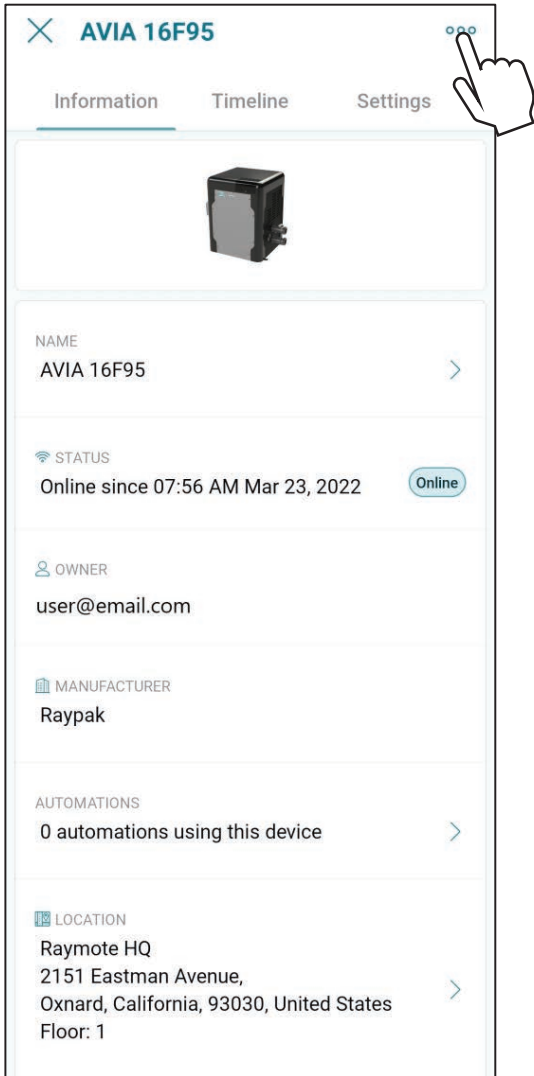 AVIA 16F95
Information Timeline Settings
NAME
AVIA 16F95
STATUS
Online since 07:56 AM Mar 23, 2022 Online
OWNER
user@email.com
MANUFACTURER
Raypak
AUTOMATIONS
0 automations using this device
LOCATION
Raymote HQ
2151 Eastman Avenue,
Oxnard, California, 93030, United States
Floor: 1